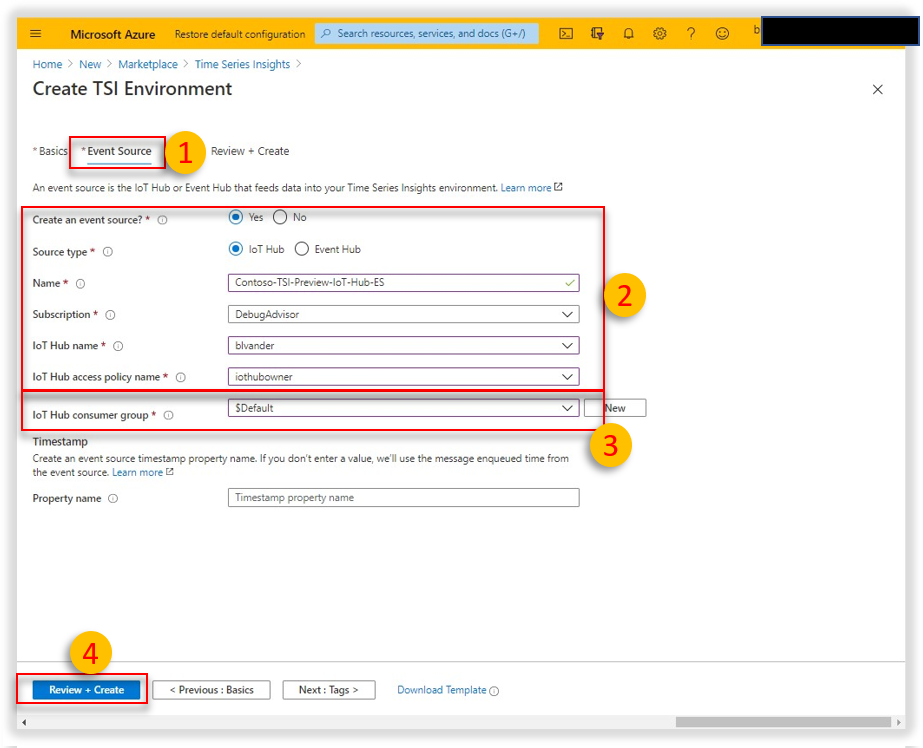 Microsoft Azure Restore default configuration Search resources, services, and docs (G+/) b
Home > New > Marketplace > Time Series Insights >
Create TSI Environment
* Basics * Event Source 1 Review + Create
An event source is the IoT Hub or Event Hub that feeds data into your Time Series Insights environment. Learn more
Create an event source? * Yes No
Source type * IoT Hub Event Hub
Name * Contoso-TSI-Preview-IoT-Hub-ES
2
Subscription * DebugAdvisor
IoT Hub name * blvander
IoT Hub access policy name * iothubowner
IoT Hub consumer group * $Default New
3
Timestamp
Create an event source timestamp property name. If you don't enter a value, we'll use the message enqueued time from
the event source. Learn more
Property name Timestamp property name
4
Review + Create < Previous : Basics Next : Tags > Download Template